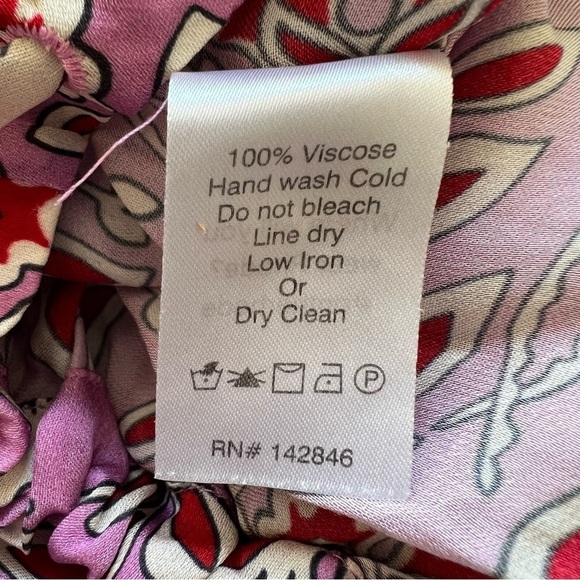 100% Viscose
Hand wash Cold
Do not bleach
Line dry
Low Iron
Or
Dry Clean
P
RN# 142846